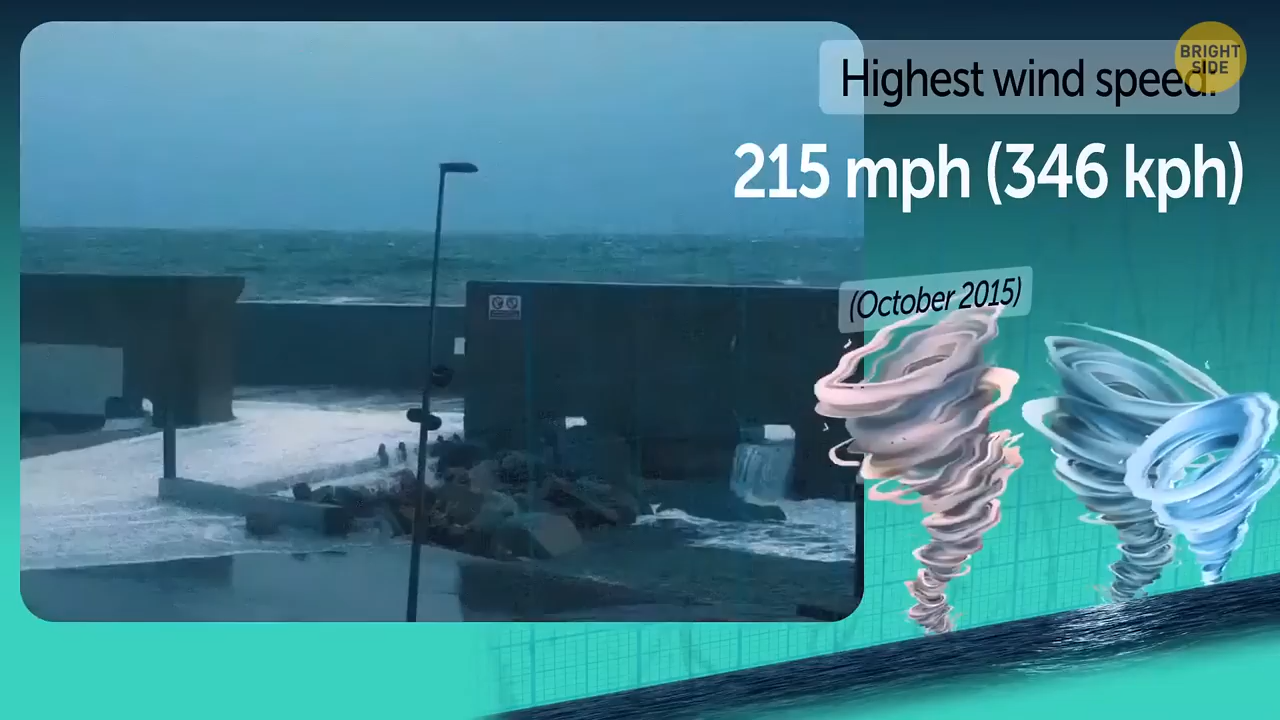 BRIGHT
SIDE
Highest wind speed:
215 mph (346 kph)
(October 2015)